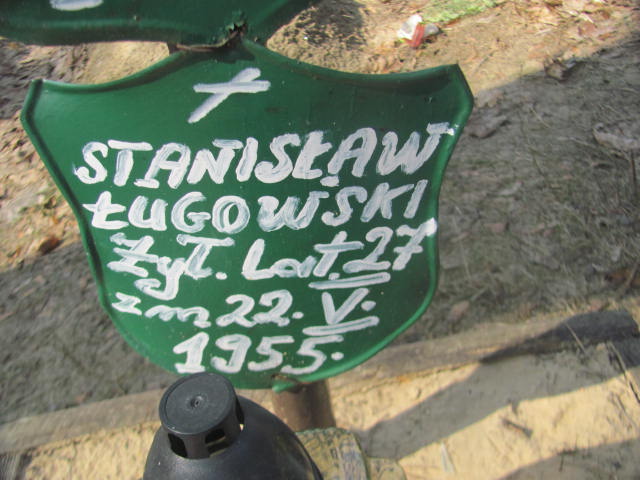 STANISŁAW
ŁUGOWSKI
Żył. Lat. 27
zm 22. V.
1955.